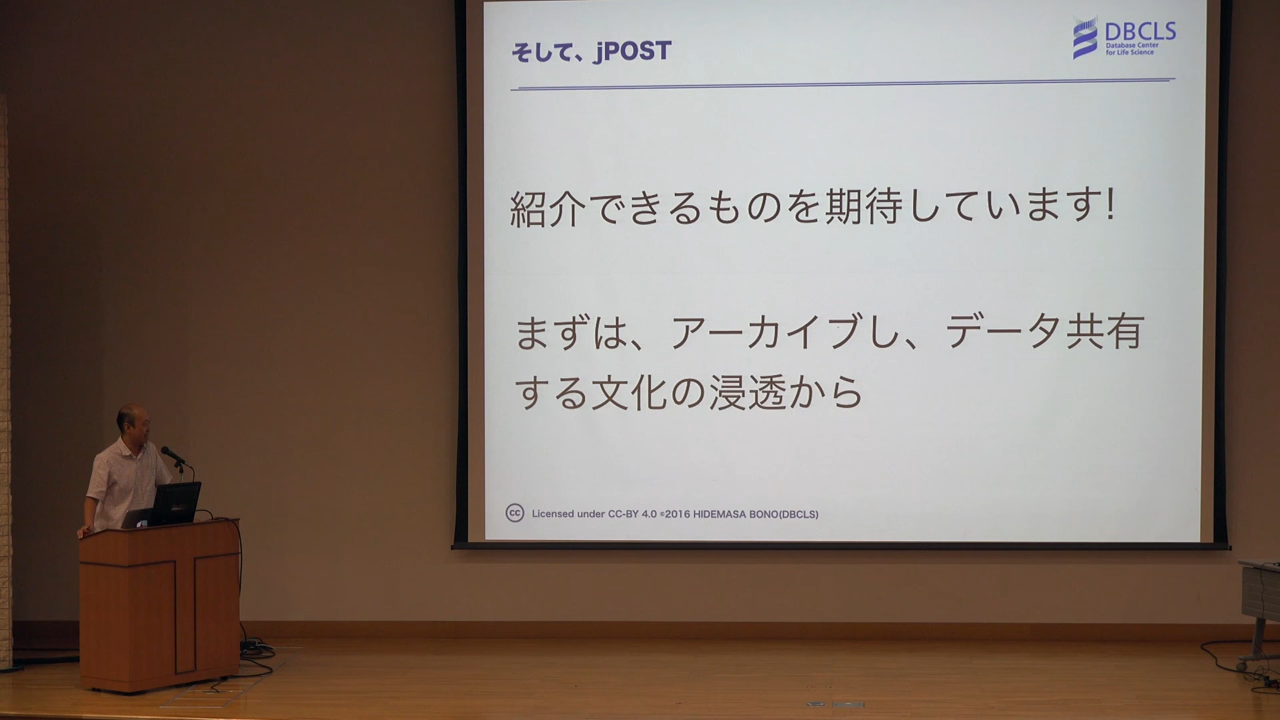 そして、jPOST
DBCLS
Database Center
for Life Science
紹介できるものを期待しています!
まずは、アーカイブし、データ共有
する文化の浸透から
cc Licensed under CC-BY 4.0 ©2016 HIDEMASA BONO(DBCLS)